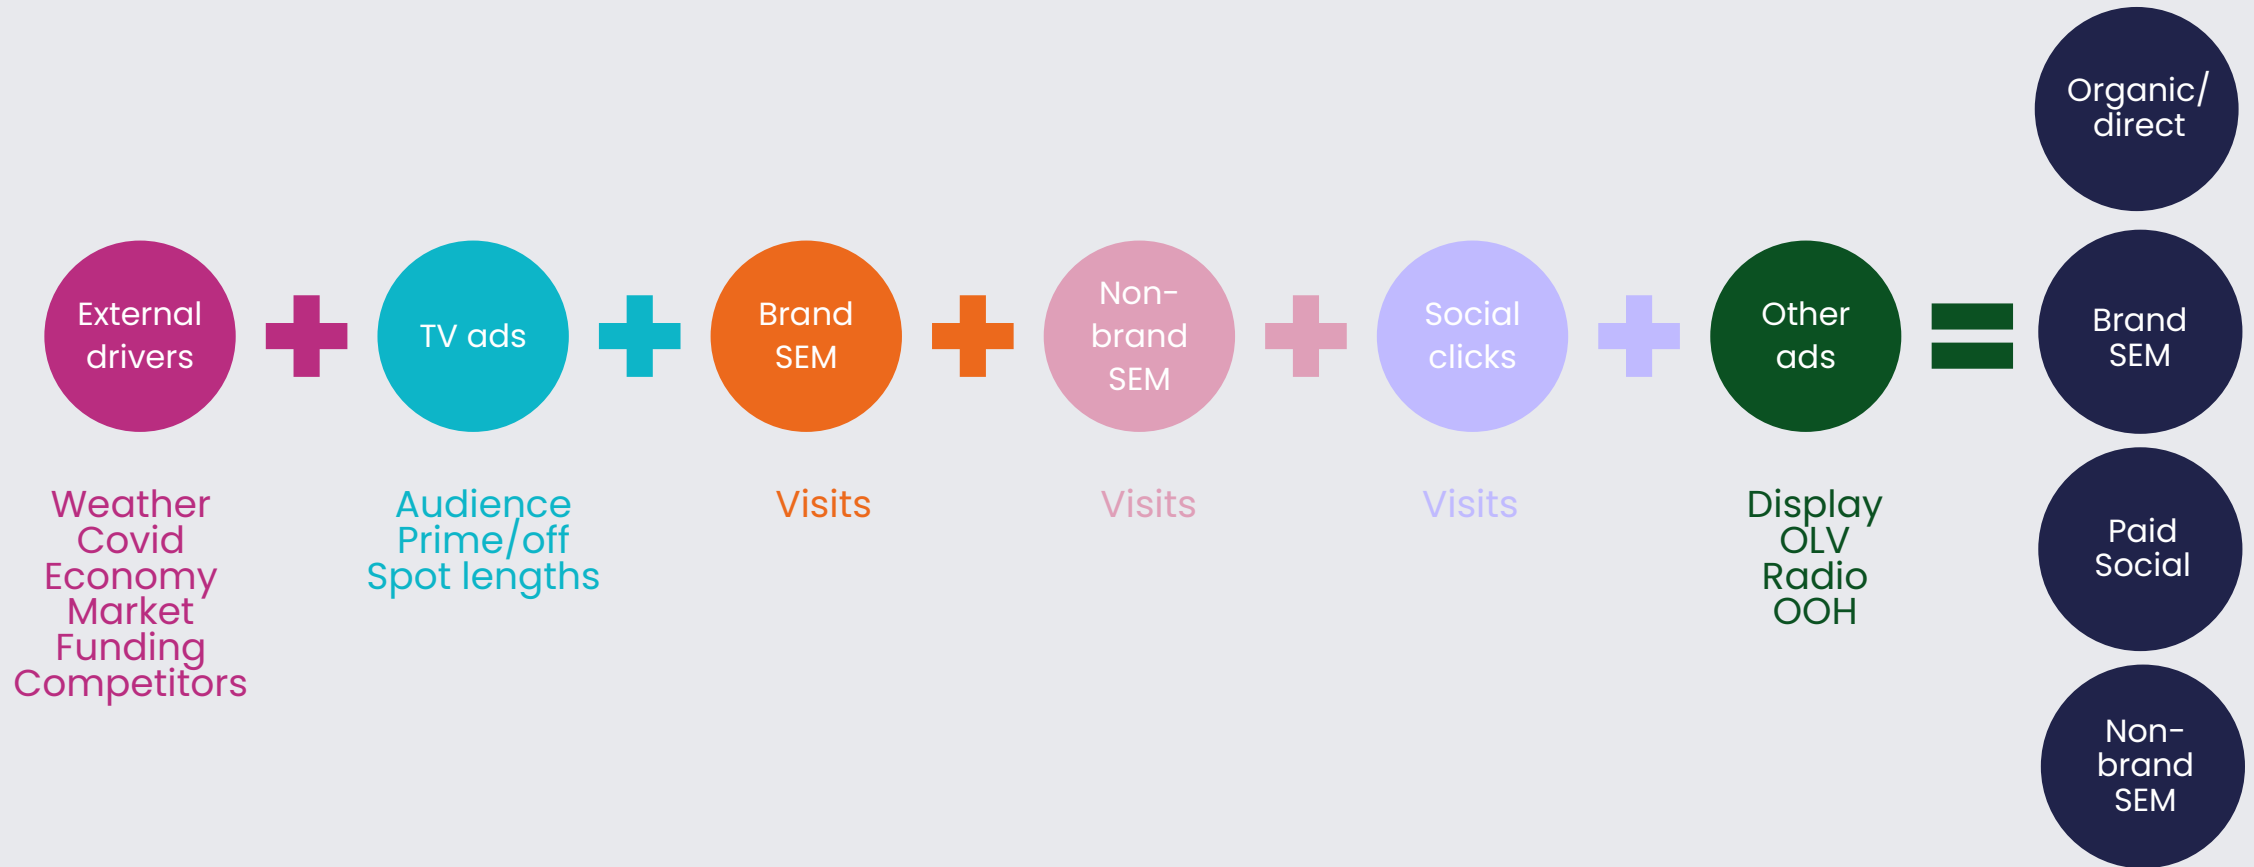 External
drivers
TV ads
Brand
SEM
Non-
brand
SEM
Social
clicks
Other
ads
Organic/
direct
Brand
SEM
Paid
Social
Non-
brand
SEM
Weather
Covid
Economy
Market
Funding
Competitors
Audience
Prime/off
Spot lengths
Visits
Visits
Visits
Display
OLV
Radio
OOH